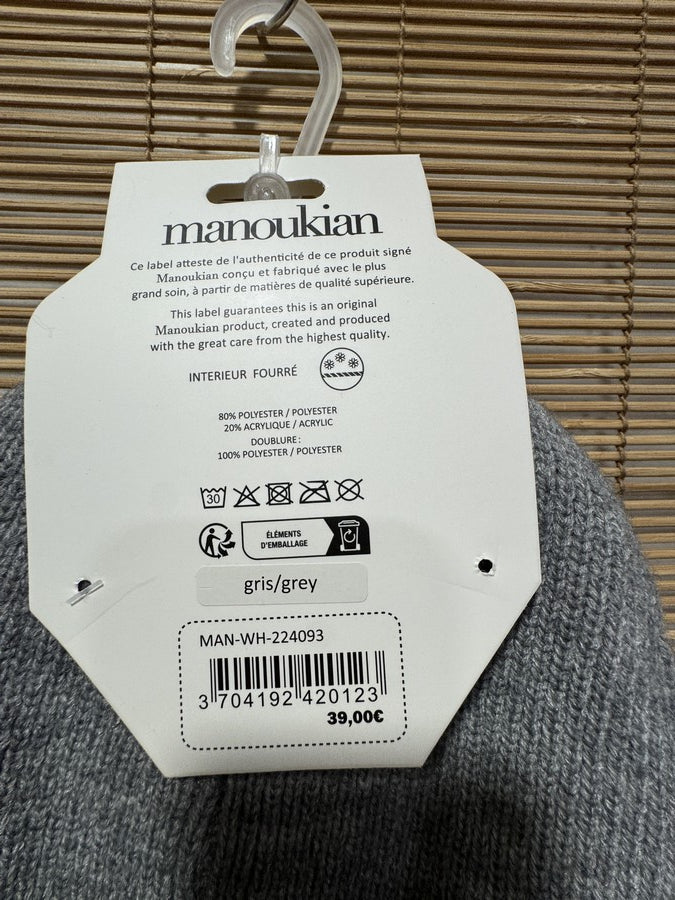 manoukian
Ce label atteste de l'authenticité de ce produit signé
Manoukian conçu et fabriqué avec le plus
grand soin, à partir de matières de qualité supérieure.
This label guarantees this is an original
Manoukian product, created and produced
with the great care from the highest quality.
INTERIEUR FOURRÉ
80% POLYESTER / POLYESTER
20% ACRYLIQUE / ACRYLIC
DOUBLURE :
100% POLYESTER / POLYESTER
30
ÉLÉMENTS
D'EMBALLAGE
gris/grey
MAN-WH-224093
3 704192 420123
39,00€